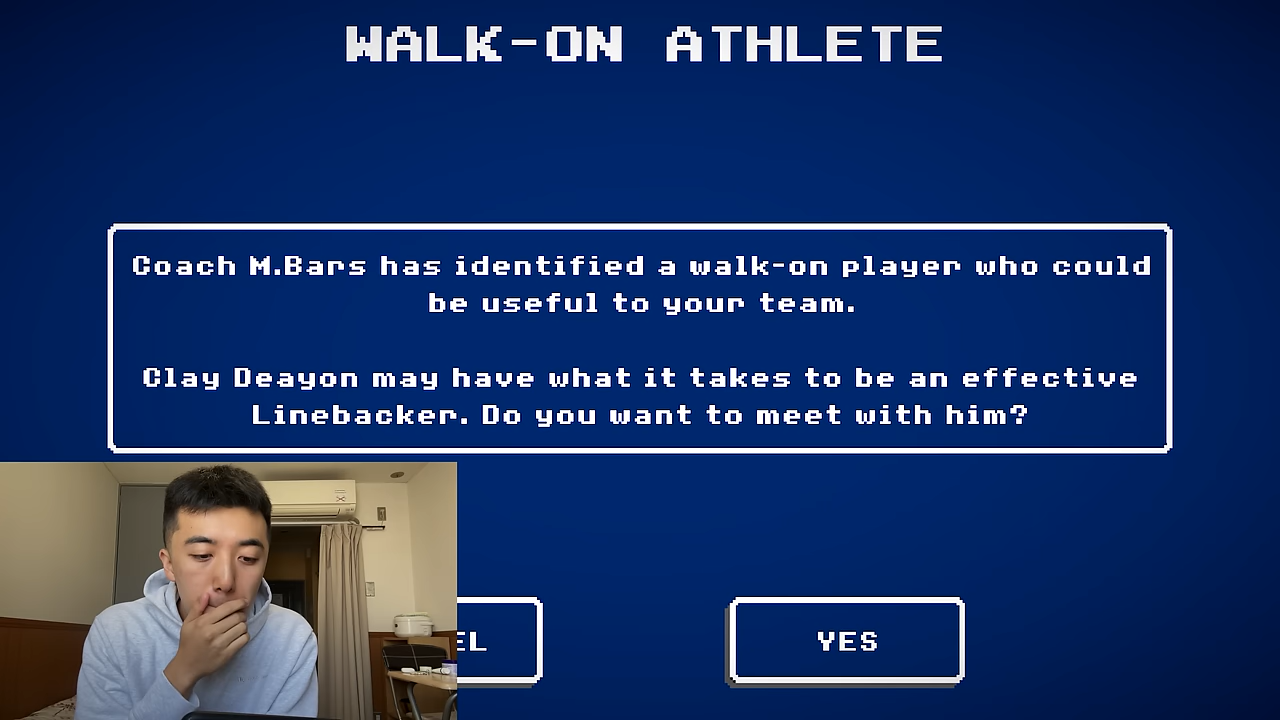 WALK-ON ATHLETE
Coach M.Bars has identified a walk-on player who could
be useful to your team.
Clay Deayon may have what it takes to be an effective
Linebacker. Do you want to meet with him?
YES